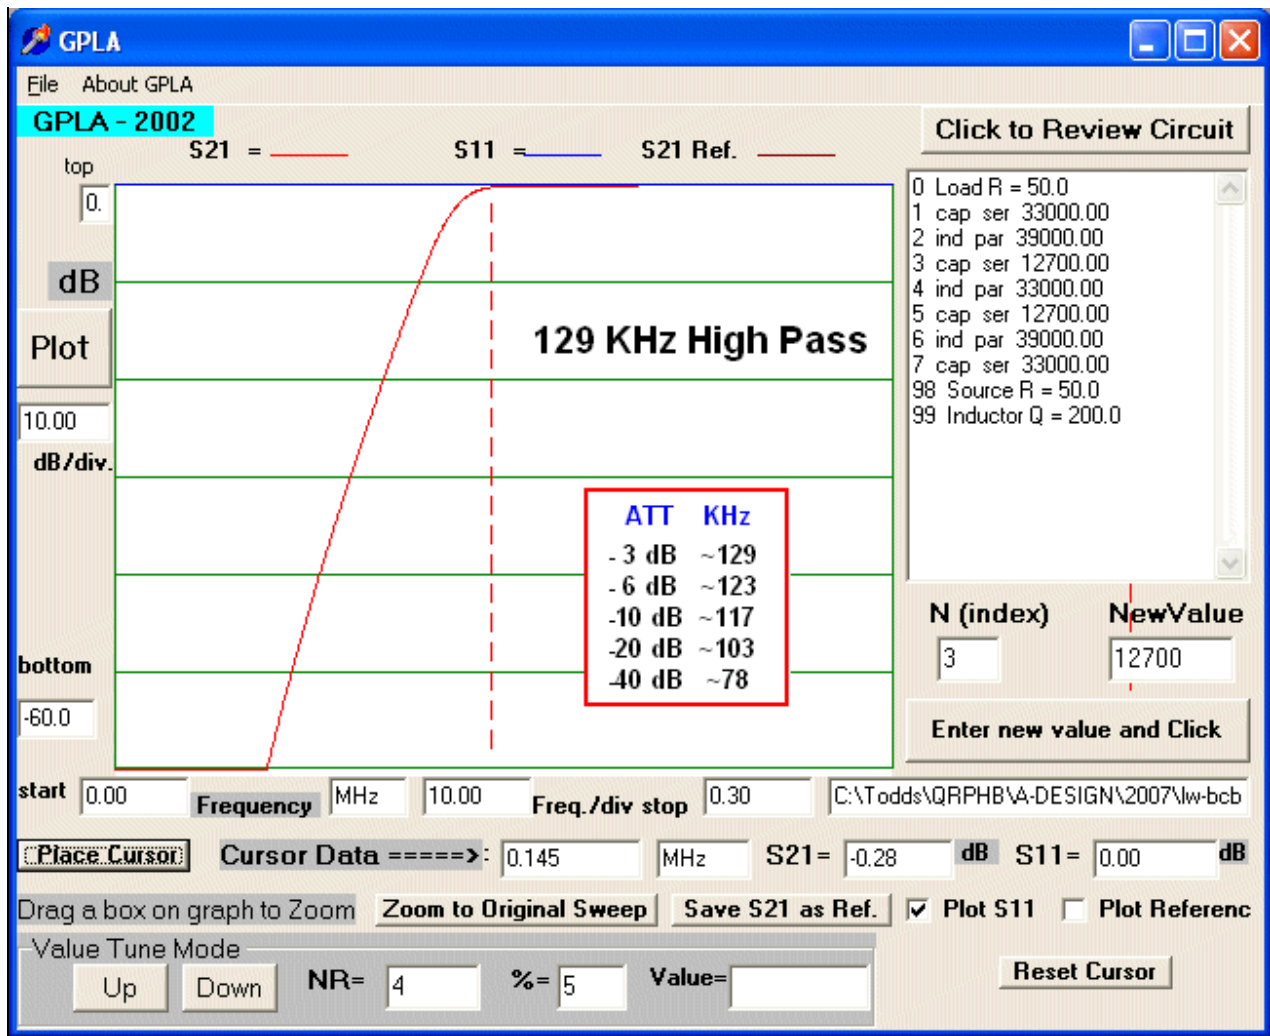 GPLA
File About GPLA
GPLA - 2002
S21 =
S11 =
S21 Ref.
Click to Review Circuit
top
0.
dB
Plot
10.00
dB/div.
bottom
-60.0
129 KHz High Pass
ATT KHz
- 3 dB ~129
- 6 dB ~123
-10 dB ~117
-20 dB ~103
-40 dB ~78
0 Load R = 50.0
1 cap ser 33000.00
2 ind par 39000.00
3 cap ser 12700.00
4 ind par 33000.00
5 cap ser 12700.00
6 ind par 39000.00
7 cap ser 33000.00
98 Source R = 50.0
99 Inductor Q = 200.0
N (index) NewValue
3 12700
Enter new value and Click
start 0.00 Frequency MHz 10.00 Freq./div stop 0.30 C:\Todds\QRPHB\A-DESIGN\2007\lw-bcb
Place Cursor Cursor Data =====>: 0.145 MHz S21= -0.28 dB S11= 0.00 dB
Drag a box on graph to Zoom Zoom to Original Sweep Save S21 as Ref. Plot S11 Plot Referenc
Value Tune Mode
Up Down NR= 4 %= 5 Value= Reset Cursor